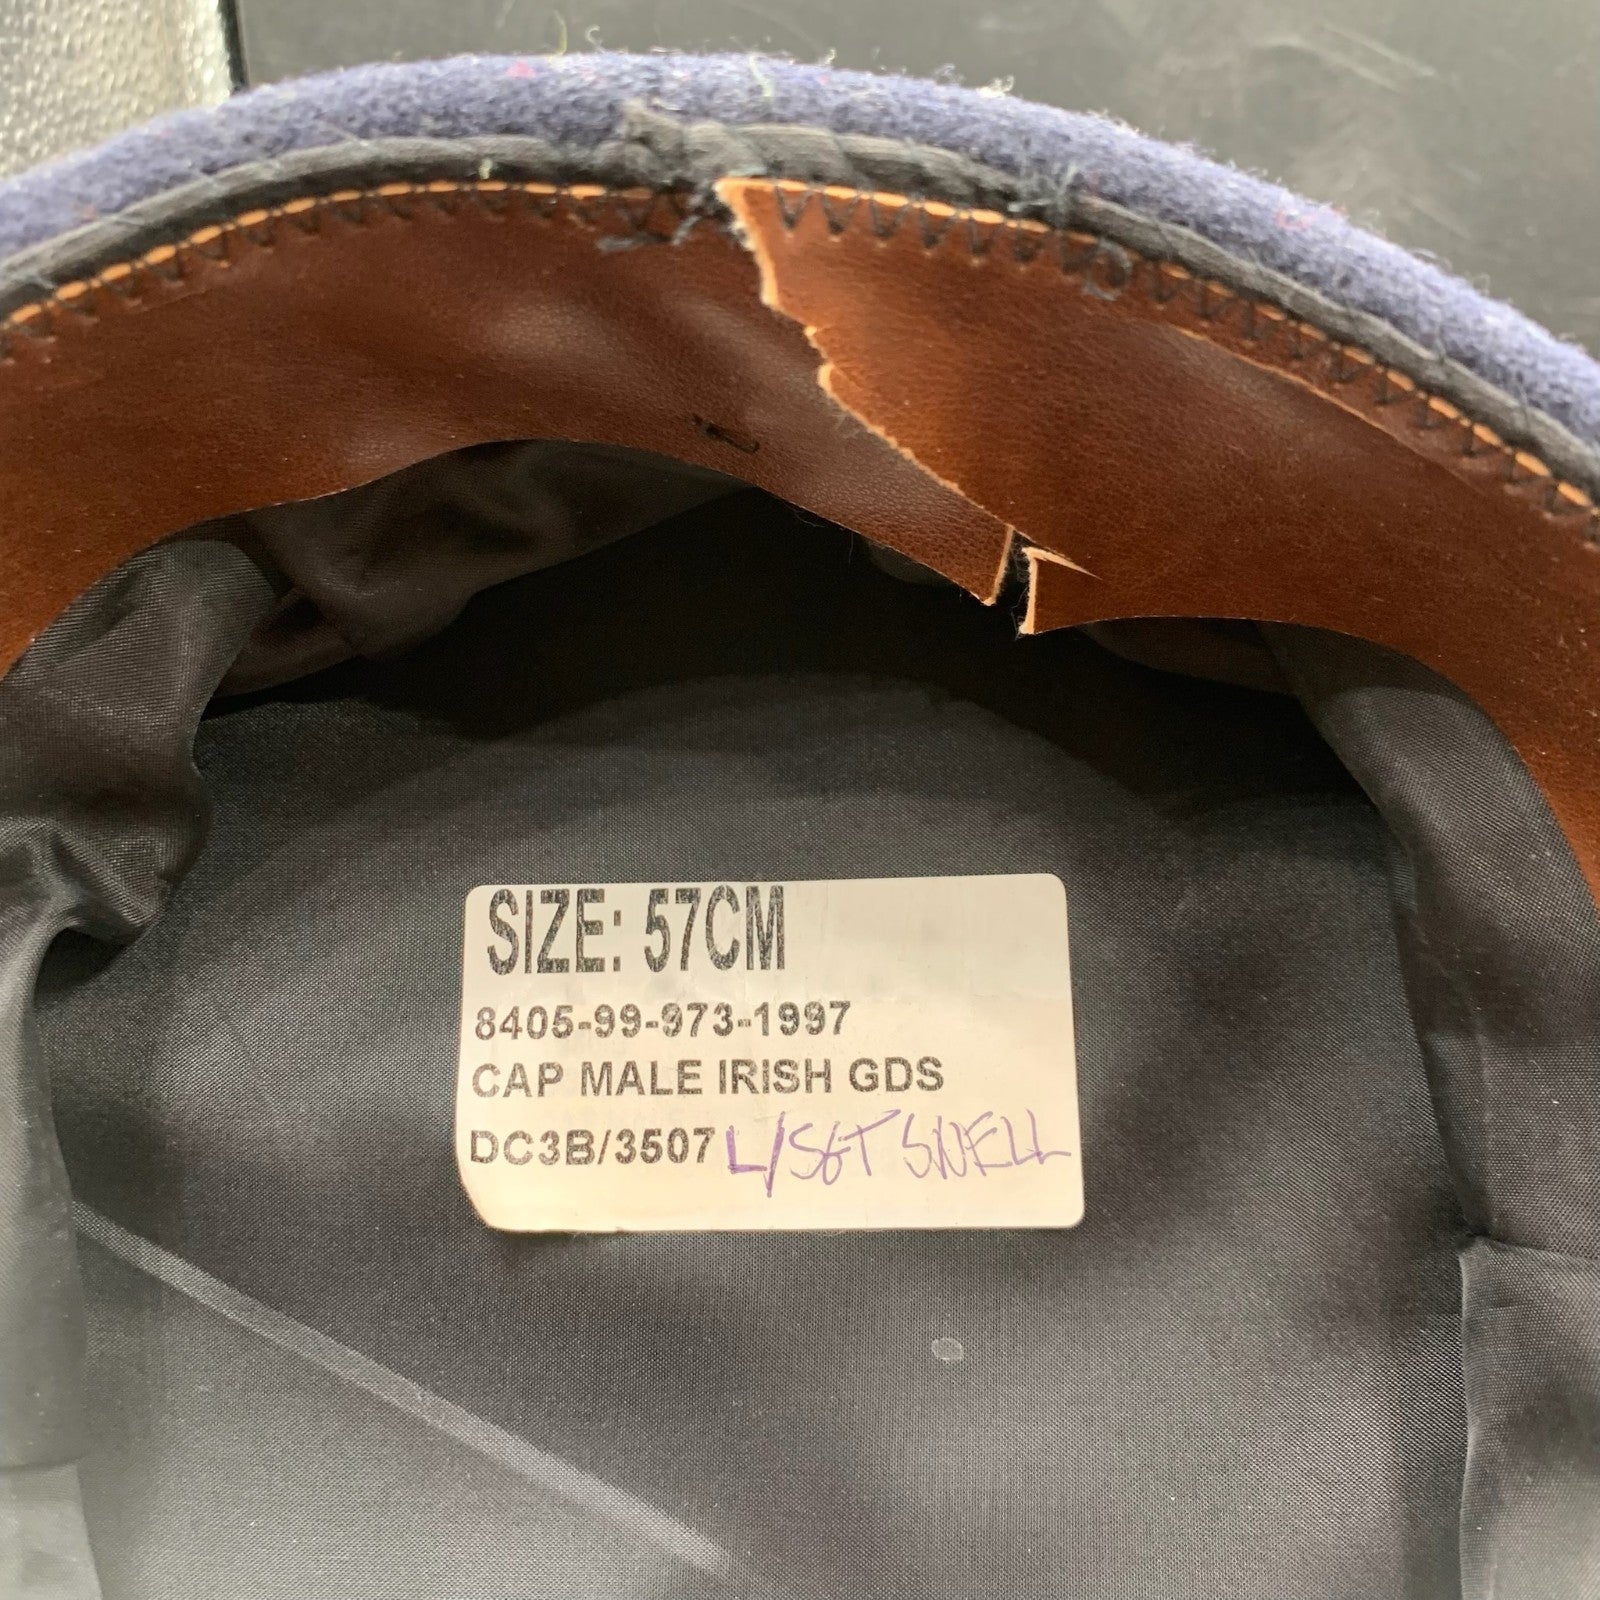 SIZE: 57CM
8405-99-973-1997
CAP MALE IRISH GDS
DC3B/3507 L/SGT SNELL